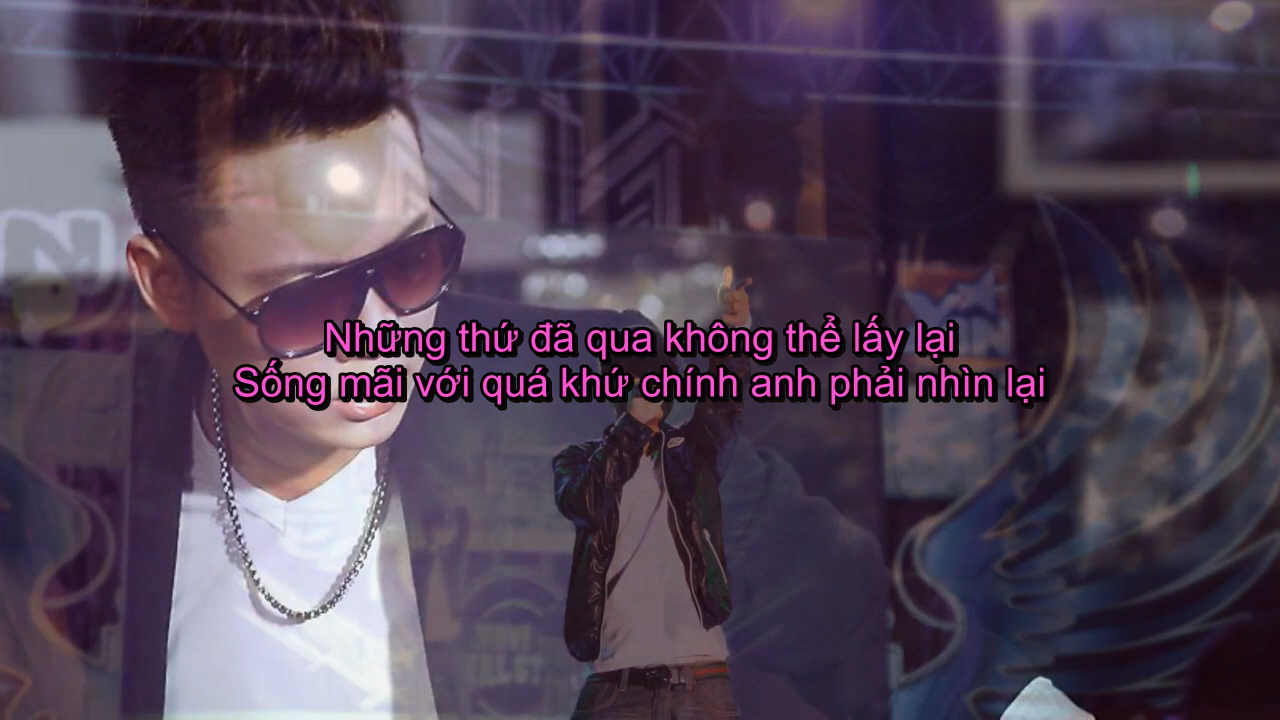 Những thứ đã qua không thể lấy lại
Sống mãi với quá khứ chính anh phải nhìn lại